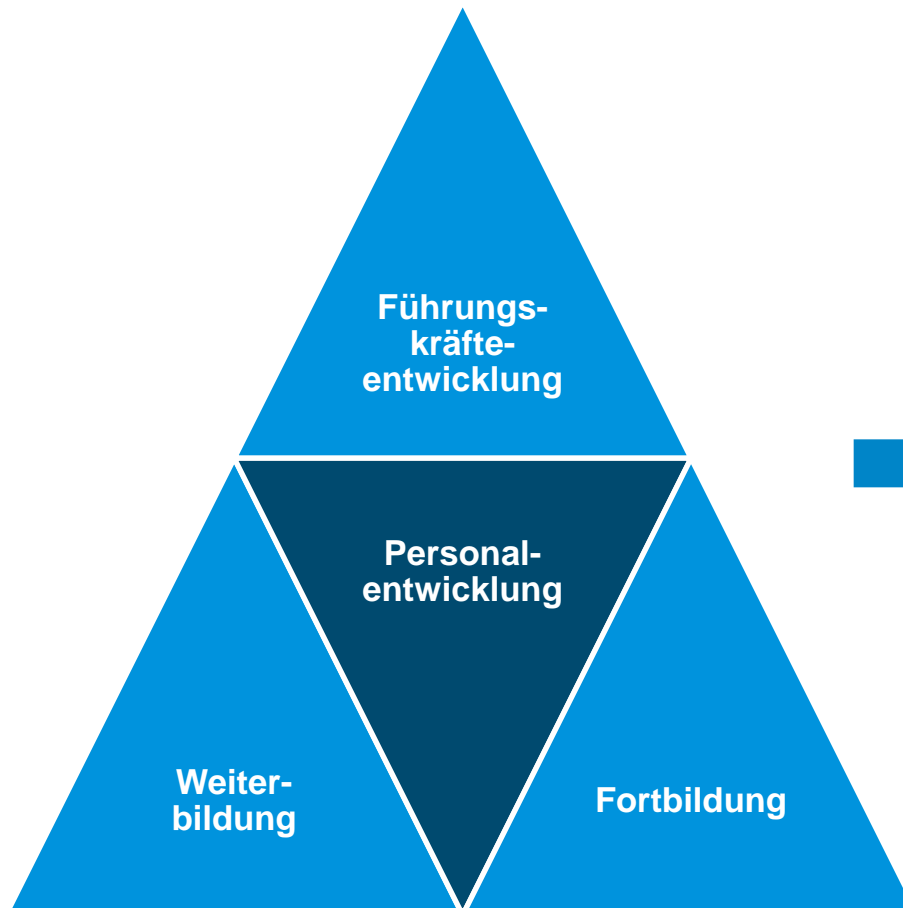 Führungs-
kräfte-
entwicklung
Personal-
entwicklung
Weiter-
bildung
Fortbildung